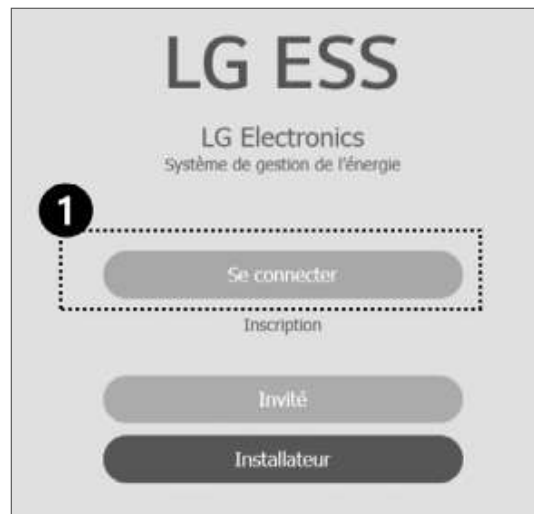 LG ESS
LG Electronics
Système de gestion de l'énergie
1
Se connecter
Inscription
Invité
Installateur